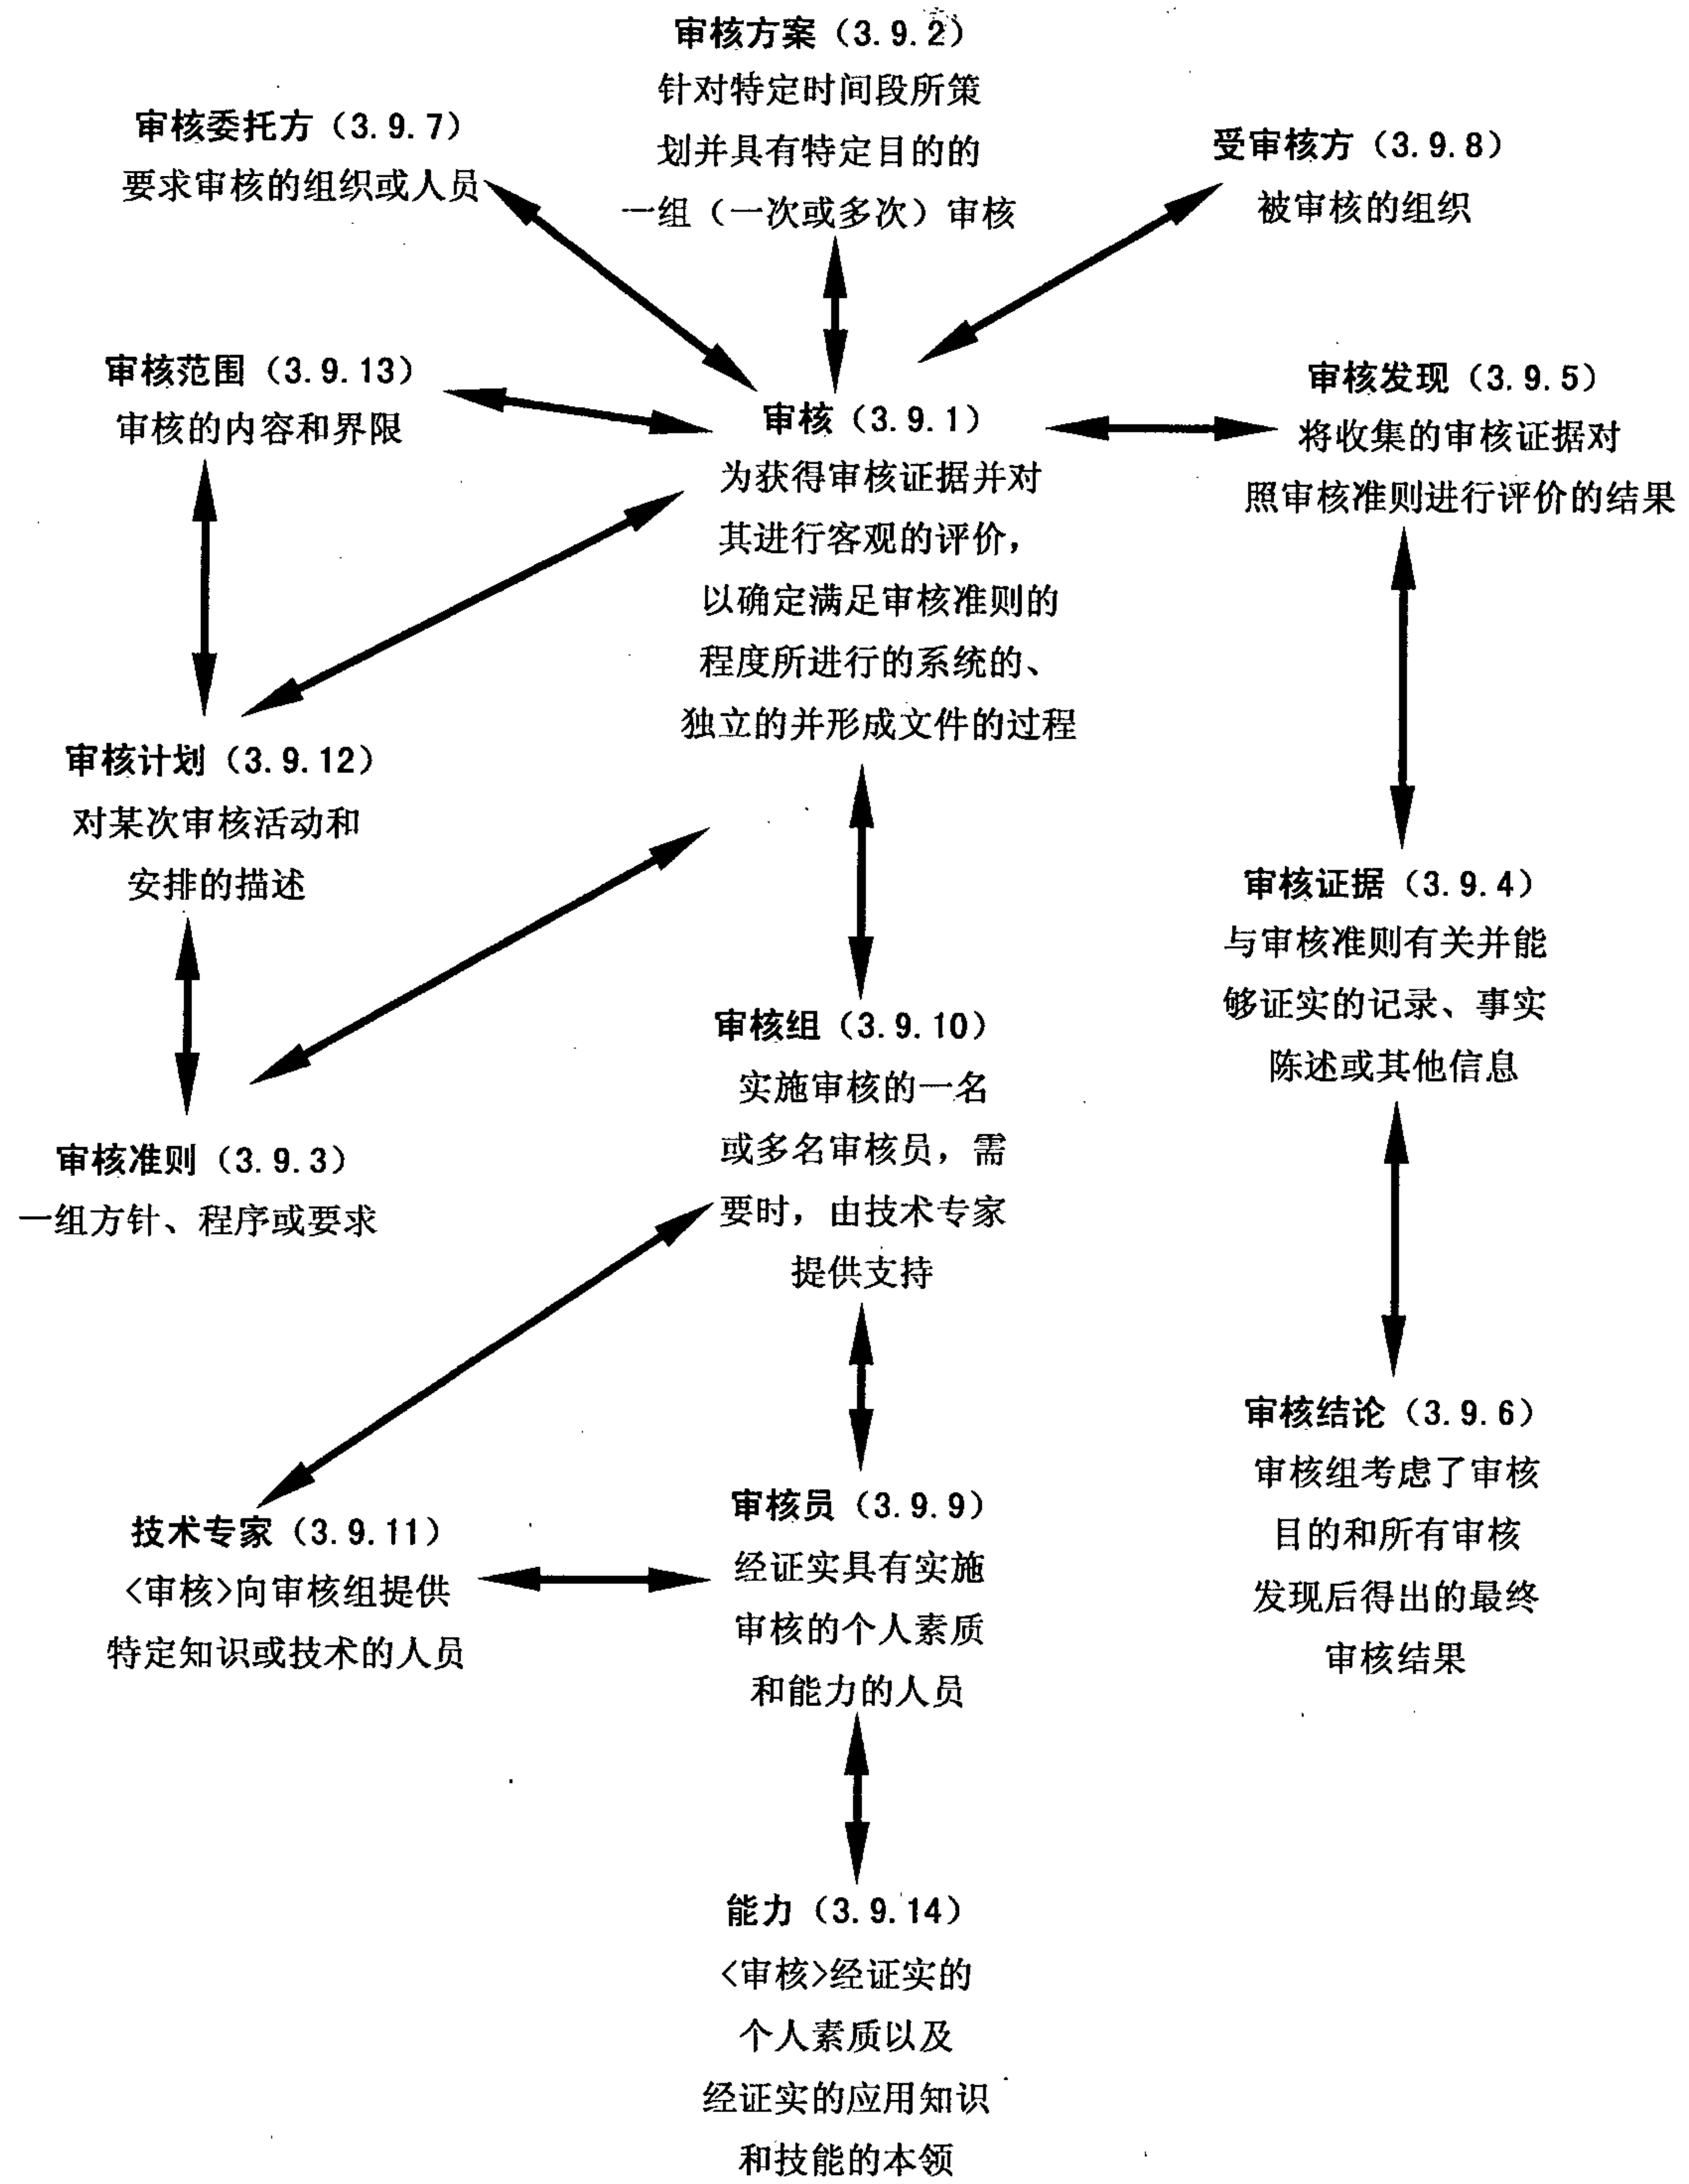 审核方案（3.9.2）
针对特定时间段所策
划并具有特定目的的
一组（一次或多次）审核
审核委托方（3.9.7）
要求审核的组织或人员
受审核方（3.9.8）
被审核的组织
审核范围（3.9.13）
审核的内容和界限
审核（3.9.1）
为获得审核证据并对
其进行客观的评价，
以确定满足审核准则的
程度所进行的系统的、
独立的并形成文件的过程
审核发现（3.9.5）
将收集的审核证据对
照审核准则进行评价的结果
审核计划（3.9.12）
对某次审核活动和
安排的描述
审核证据（3.9.4）
与审核准则有关并能
够证实的记录、事实
陈述或其他信息
审核准则（3.9.3）
一组方针、程序或要求
审核组（3.9.10）
实施审核的一名
或多名审核员，需
要时，由技术专家
提供支持
审核结论（3.9.6）
审核组考虑了审核
目的和所有审核
发现后得出的最终
审核结果
技术专家（3.9.11）
<审核>向审核组提供
特定知识或技术的人员
审核员（3.9.9）
经证实具有实施
审核的个人素质
和能力的人员
能力（3.9.14）
<审核>经证实的
个人素质以及
经证实的应用知识
和技能的本领